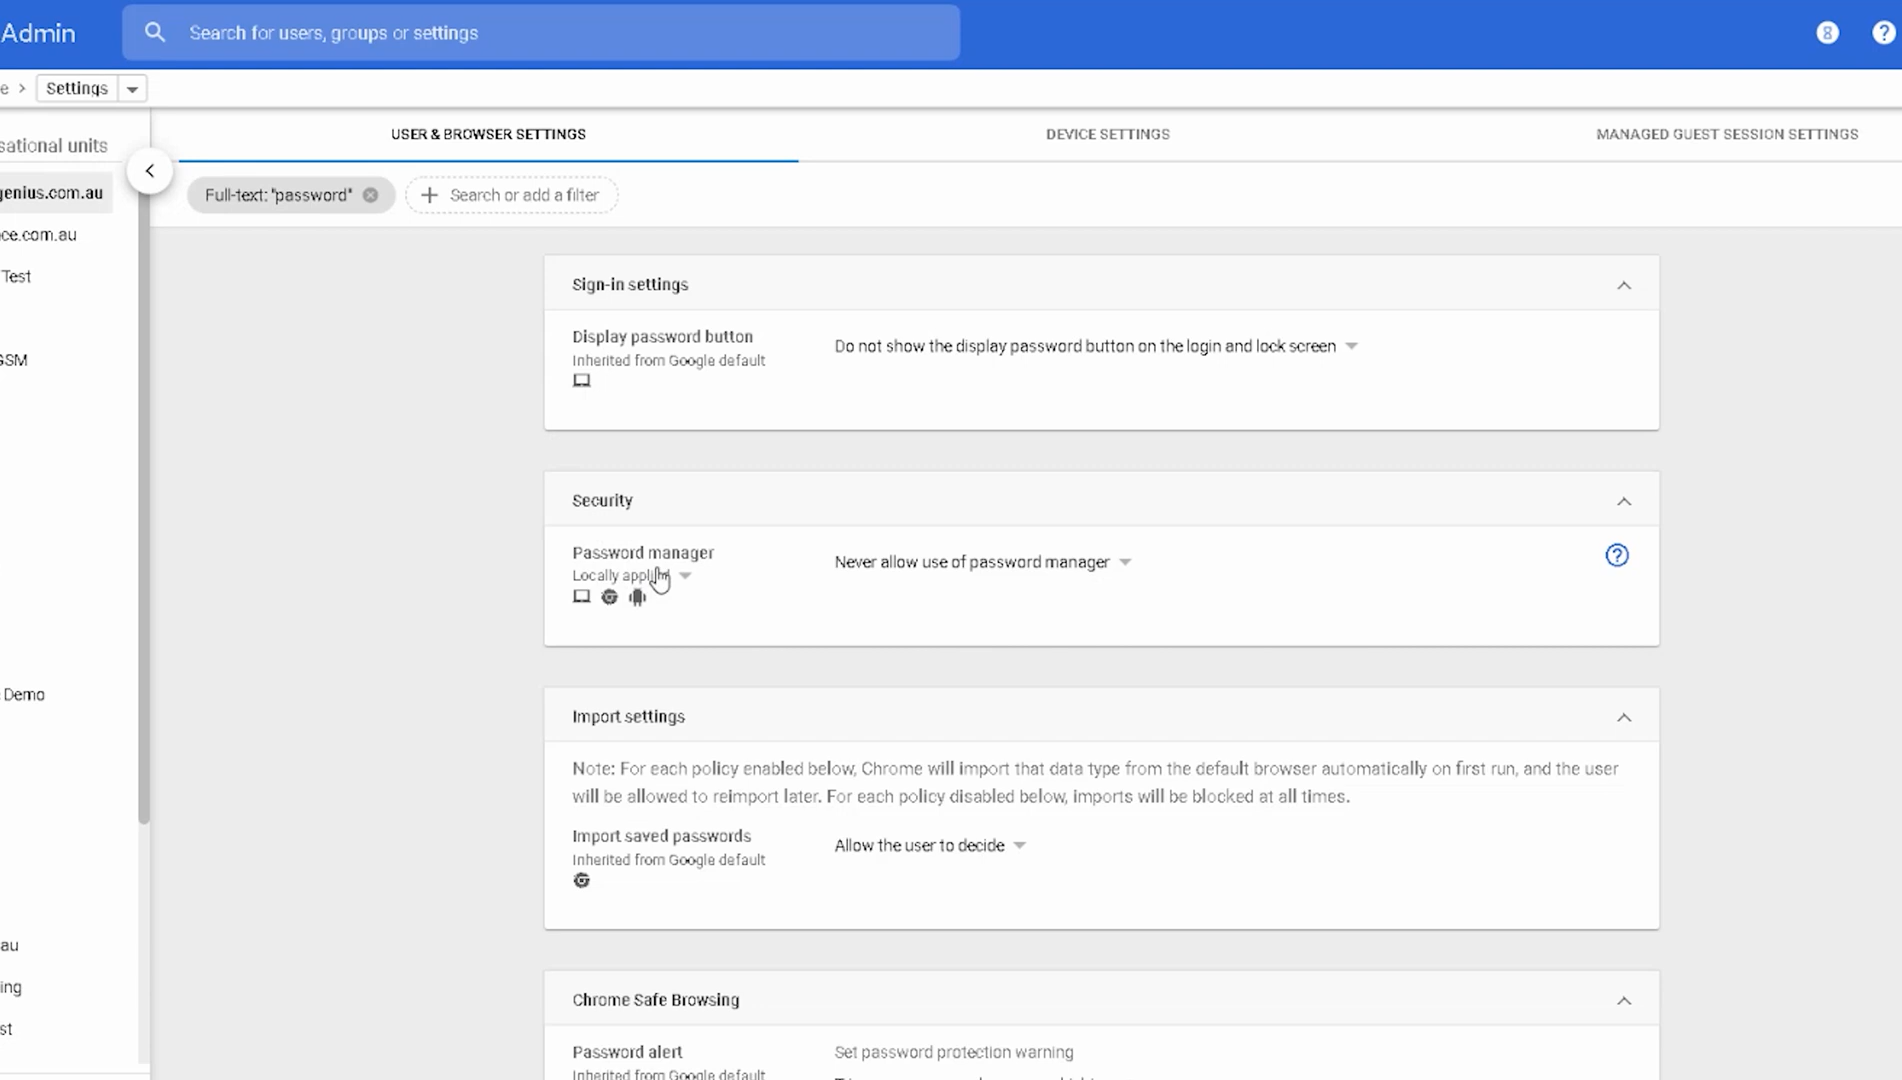 Admin
Search for users, groups or settings
8
?
e > Settings
USER & BROWSER SETTINGS
DEVICE SETTINGS
MANAGED GUEST SESSION SETTINGS
sational units
genius.com.au
ce.com.au
Test
GSM
Demo
au
ing
st
Full-text: "password"
Search or add a filter
Sign-in settings
Display password button
Inherited from Google default
Do not show the display password button on the login and lock screen
Security
Password manager
Locally
Never allow use of password manager
?
Import settings
Note: For each policy enabled below, Chrome will import that data type from the default browser automatically on first run, and the user
will be allowed to reimport later. For each policy disabled below, imports will be blocked at all times.
Import saved passwords
Inherited from Google default
Allow the user to decide
Chrome Safe Browsing
Password alert
Inherited from Google default
Set password protection warning